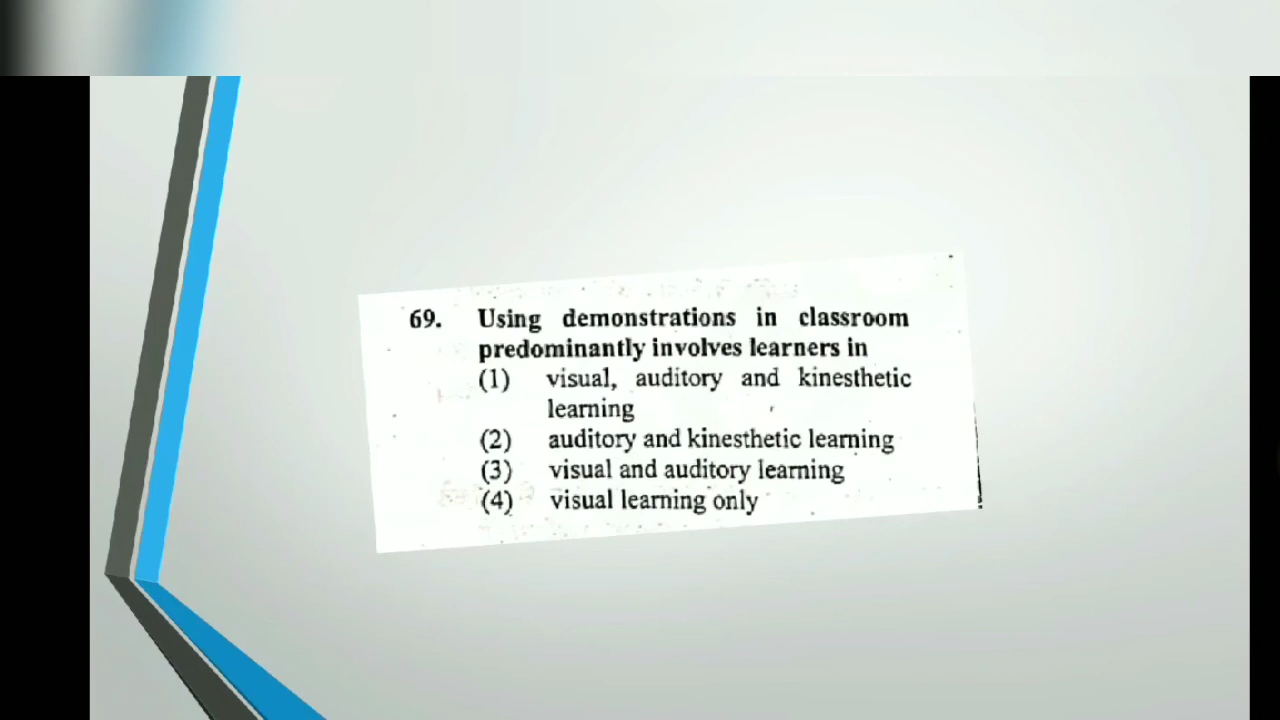 69. Using demonstrations in classroom
predominantly involves learners in
(1) visual, auditory and kinesthetic
learning
(2) auditory and kinesthetic learning
(3) visual and auditory learning
(4) visual learning only